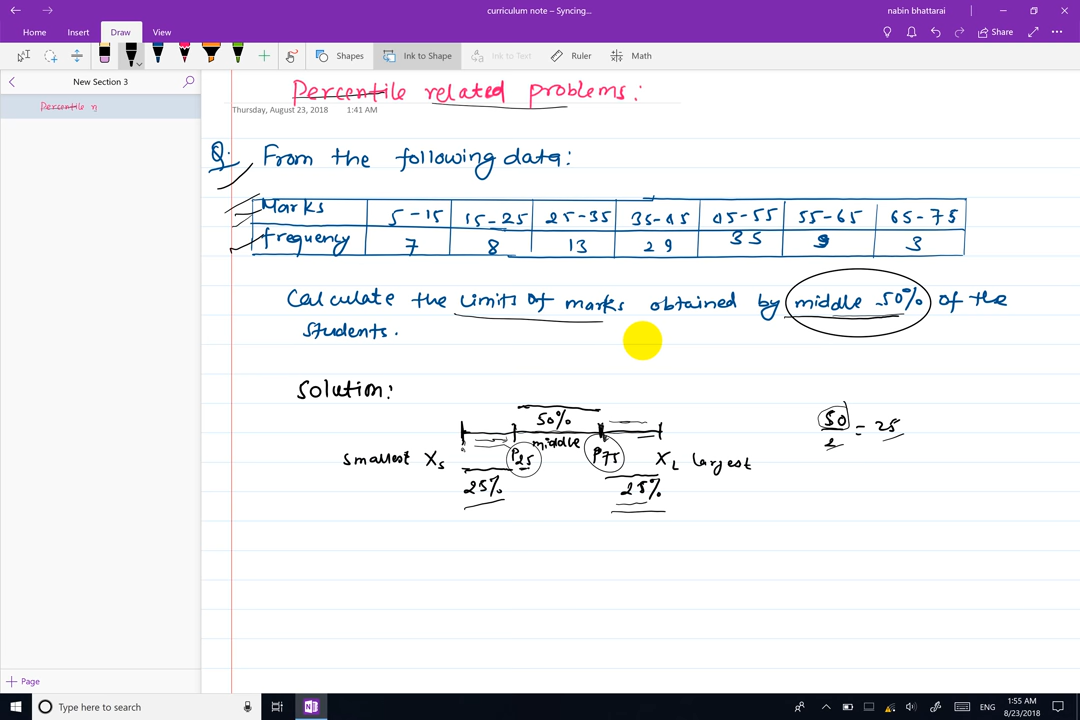 curriculum note – Syncing...
nabin bhattarai
Home Insert Draw View
Share
Shapes Ink to Shape Ink to Text Ruler Math
New Section 3
Percentile related problems:
Thursday, August 23, 2018 1:41 AM
Q. From the following data:
Marks 5-15 15-25 25-35 35-45 45-55 55-65 65-75
frequency 7 8 13 29 35 9 3
Calculate the limits of marks obtained by middle 50% of the
students.
Solution:
50%
middle
smallest Xs P25 P75 XL largest
25% 25%
50/2 = 25
Page
Type here to search
ENG
1:55 AM
8/23/2018